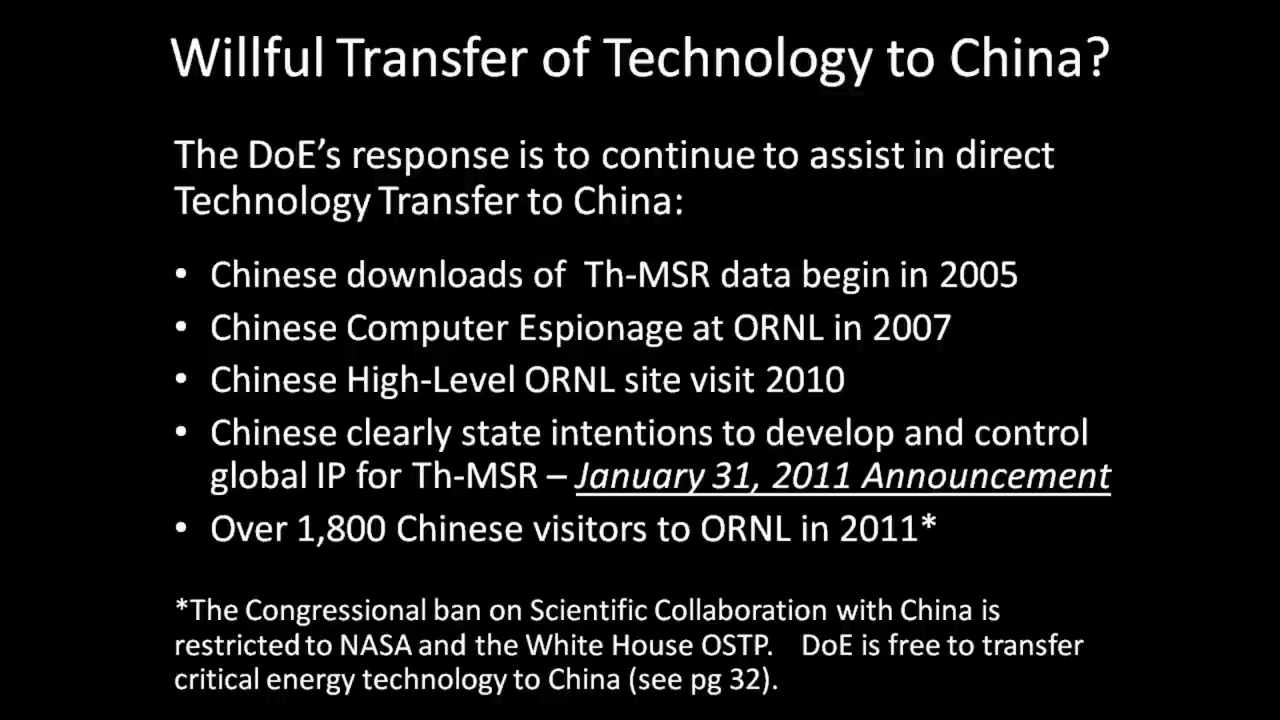 Willful Transfer of Technology to China?
The DoE’s response is to continue to assist in direct
Technology Transfer to China:
• Chinese downloads of  Th-MSR data begin in 2005
• Chinese Computer Espionage at ORNL in 2007
• Chinese High-Level ORNL site visit 2010
• Chinese clearly state intentions to develop and control
global IP for Th-MSR – January 31, 2011 Announcement
• Over 1,800 Chinese visitors to ORNL in 2011*
*The Congressional ban on Scientific Collaboration with China is
restricted to NASA and the White House OSTP.   DoE is free to transfer
critical energy technology to China (see pg 32).